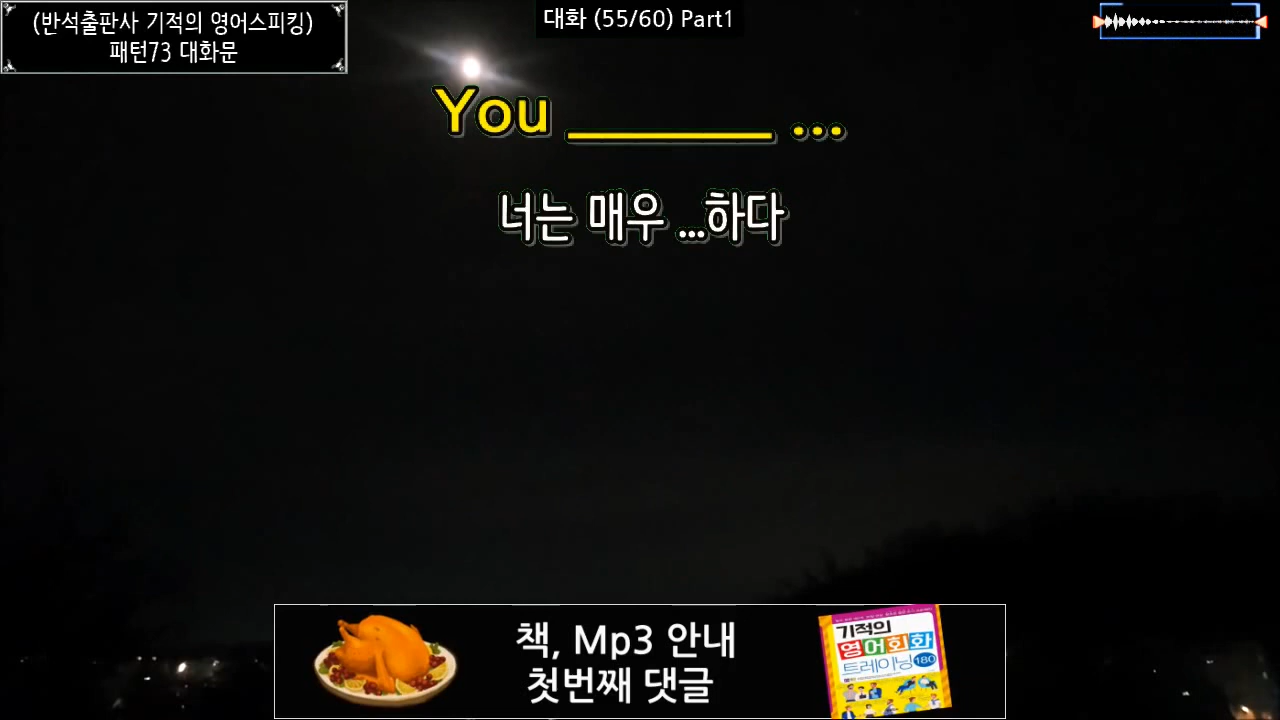 (반석출판사 기적의 영어스피킹)
패턴73 대화문
대화 (55/60) Part1
You ________ ...
너는 매우 ...하다
책, Mp3 안내
첫번째 댓글
기적의
영어회화
트레이닝 180